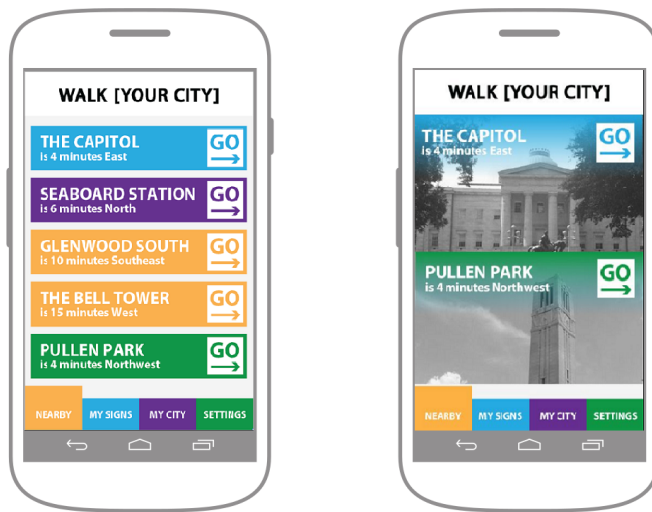 WALK [YOUR CITY]
THE CAPITOL
is 4 minutes East
GO
SEABOARD STATION
is 6 minutes North
GO
GLENWOOD SOUTH
is 10 minutes Southeast
GO
THE BELL TOWER
is 15 minutes West
GO
PULLEN PARK
is 4 minutes Northwest
GO
NEARBY MY SIGNS MY CITY SETTINGS
WALK [YOUR CITY]
THE CAPITOL
is 4 minutes East
GO
PULLEN PARK
is 4 minutes Northwest
GO
NEARBY MY SIGNS MY CITY SETTINGS